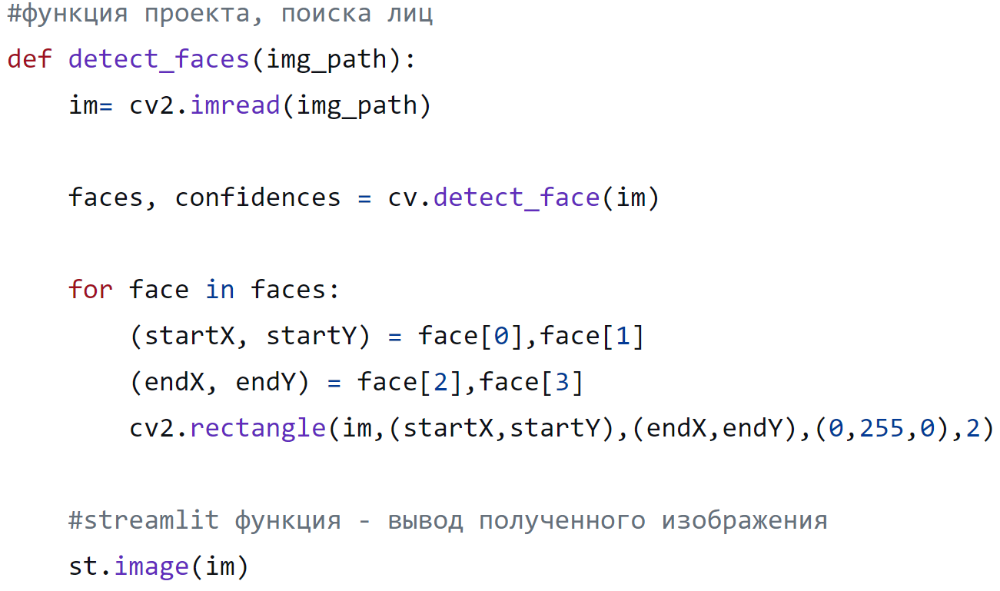 #функция проекта, поиска лиц
def detect_faces(img_path):
    im= cv2.imread(img_path)
    faces, confidences = cv.detect_face(im)
    for face in faces:
        (startX, startY) = face[0],face[1]
        (endX, endY) = face[2],face[3]
        cv2.rectangle(im,(startX,startY),(endX,endY),(0,255,0),2)
    #streamlit функция - вывод полученного изображения
    st.image(im)